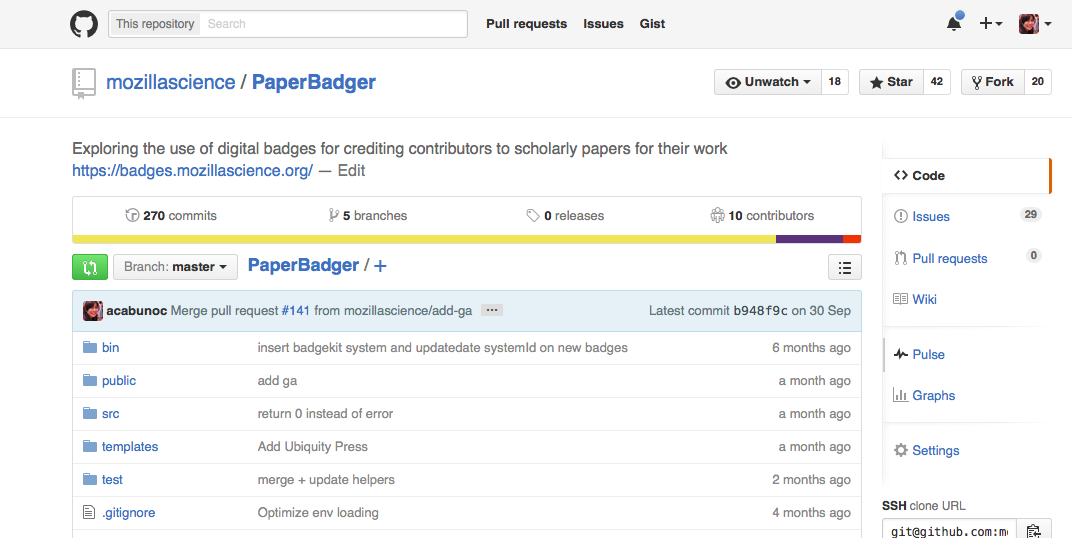 This repository Search Pull requests Issues Gist
mozillascience / PaperBadger Unwatch 18 Star 42 Fork 20
Exploring the use of digital badges for crediting contributors to scholarly papers for their work
https://badges.mozillascience.org/ — Edit
270 commits 5 branches 0 releases 10 contributors
Branch: master PaperBadger / +
acabunoc Merge pull request #141 from mozillascience/add-ga ... Latest commit b948f9c on 30 Sep
bin insert badgekit system and updatedate systemId on new badges 6 months ago
public add ga a month ago
src return 0 instead of error a month ago
templates Add Ubiquity Press a month ago
test merge + update helpers 2 months ago
.gitignore Optimize env loading 4 months ago
Code
Issues 29
Pull requests 0
Wiki
Pulse
Graphs
Settings
SSH clone URL
git@github.com:m